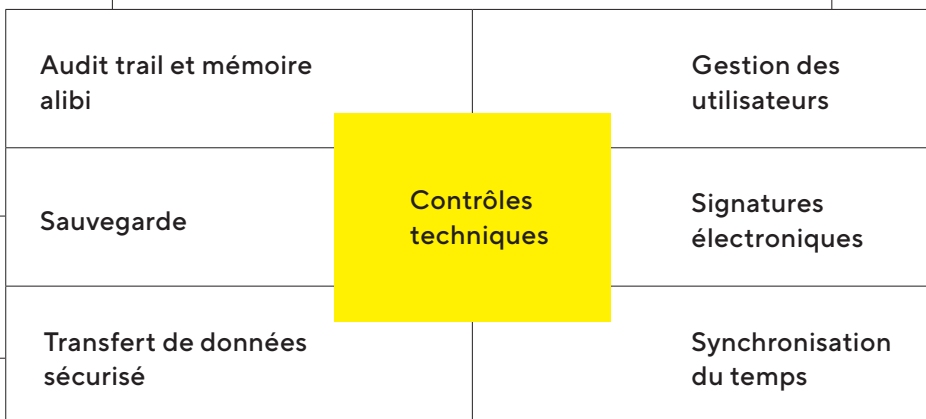 Audit trail et mémoire
alibi
Gestion des
utilisateurs
Sauvegarde
Contrôles
techniques
Signatures
électroniques
Transfert de données
sécurisé
Synchronisation
du temps